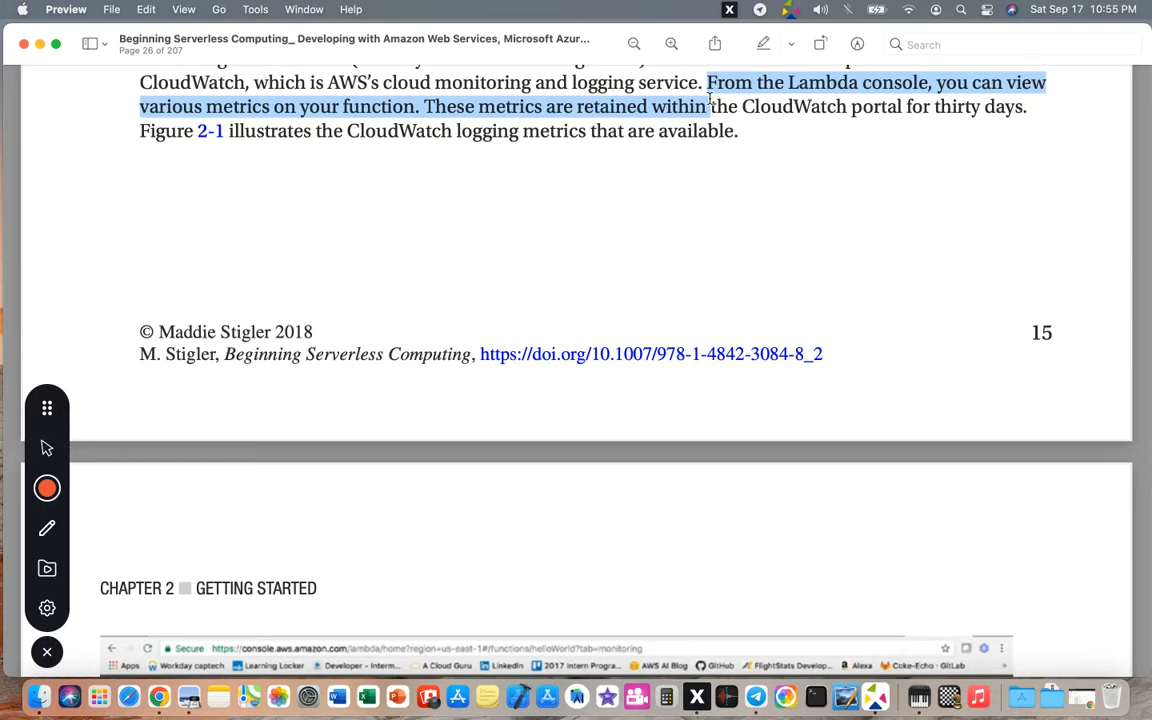 Preview File Edit View Go Tools Window Help Sat Sep 17 10:55 PM
Beginning Serverless Computing_ Developing with Amazon Web Services, Microsoft Azur...
Page 26 of 207
Search
CloudWatch, which is AWS's cloud monitoring and logging service. From the Lambda console, you can view
various metrics on your function. These metrics are retained within the CloudWatch portal for thirty days.
Figure 2-1 illustrates the CloudWatch logging metrics that are available.
© Maddie Stigler 2018
15
M. Stigler, Beginning Serverless Computing, https://doi.org/10.1007/978-1-4842-3084-8_2
CHAPTER 2 GETTING STARTED
Secure https://console.aws.amazon.com/lambda/home?region=us-east-1#/functions/helloWorld?tab=monitoring
Apps Workday captech Learning Locker Developer - Interm... A Cloud Guru LinkedIn 2017 Intern Progra... AWS AI Blog GitHub FlightStats Develop... Alexa Coke-Echo · GitLab